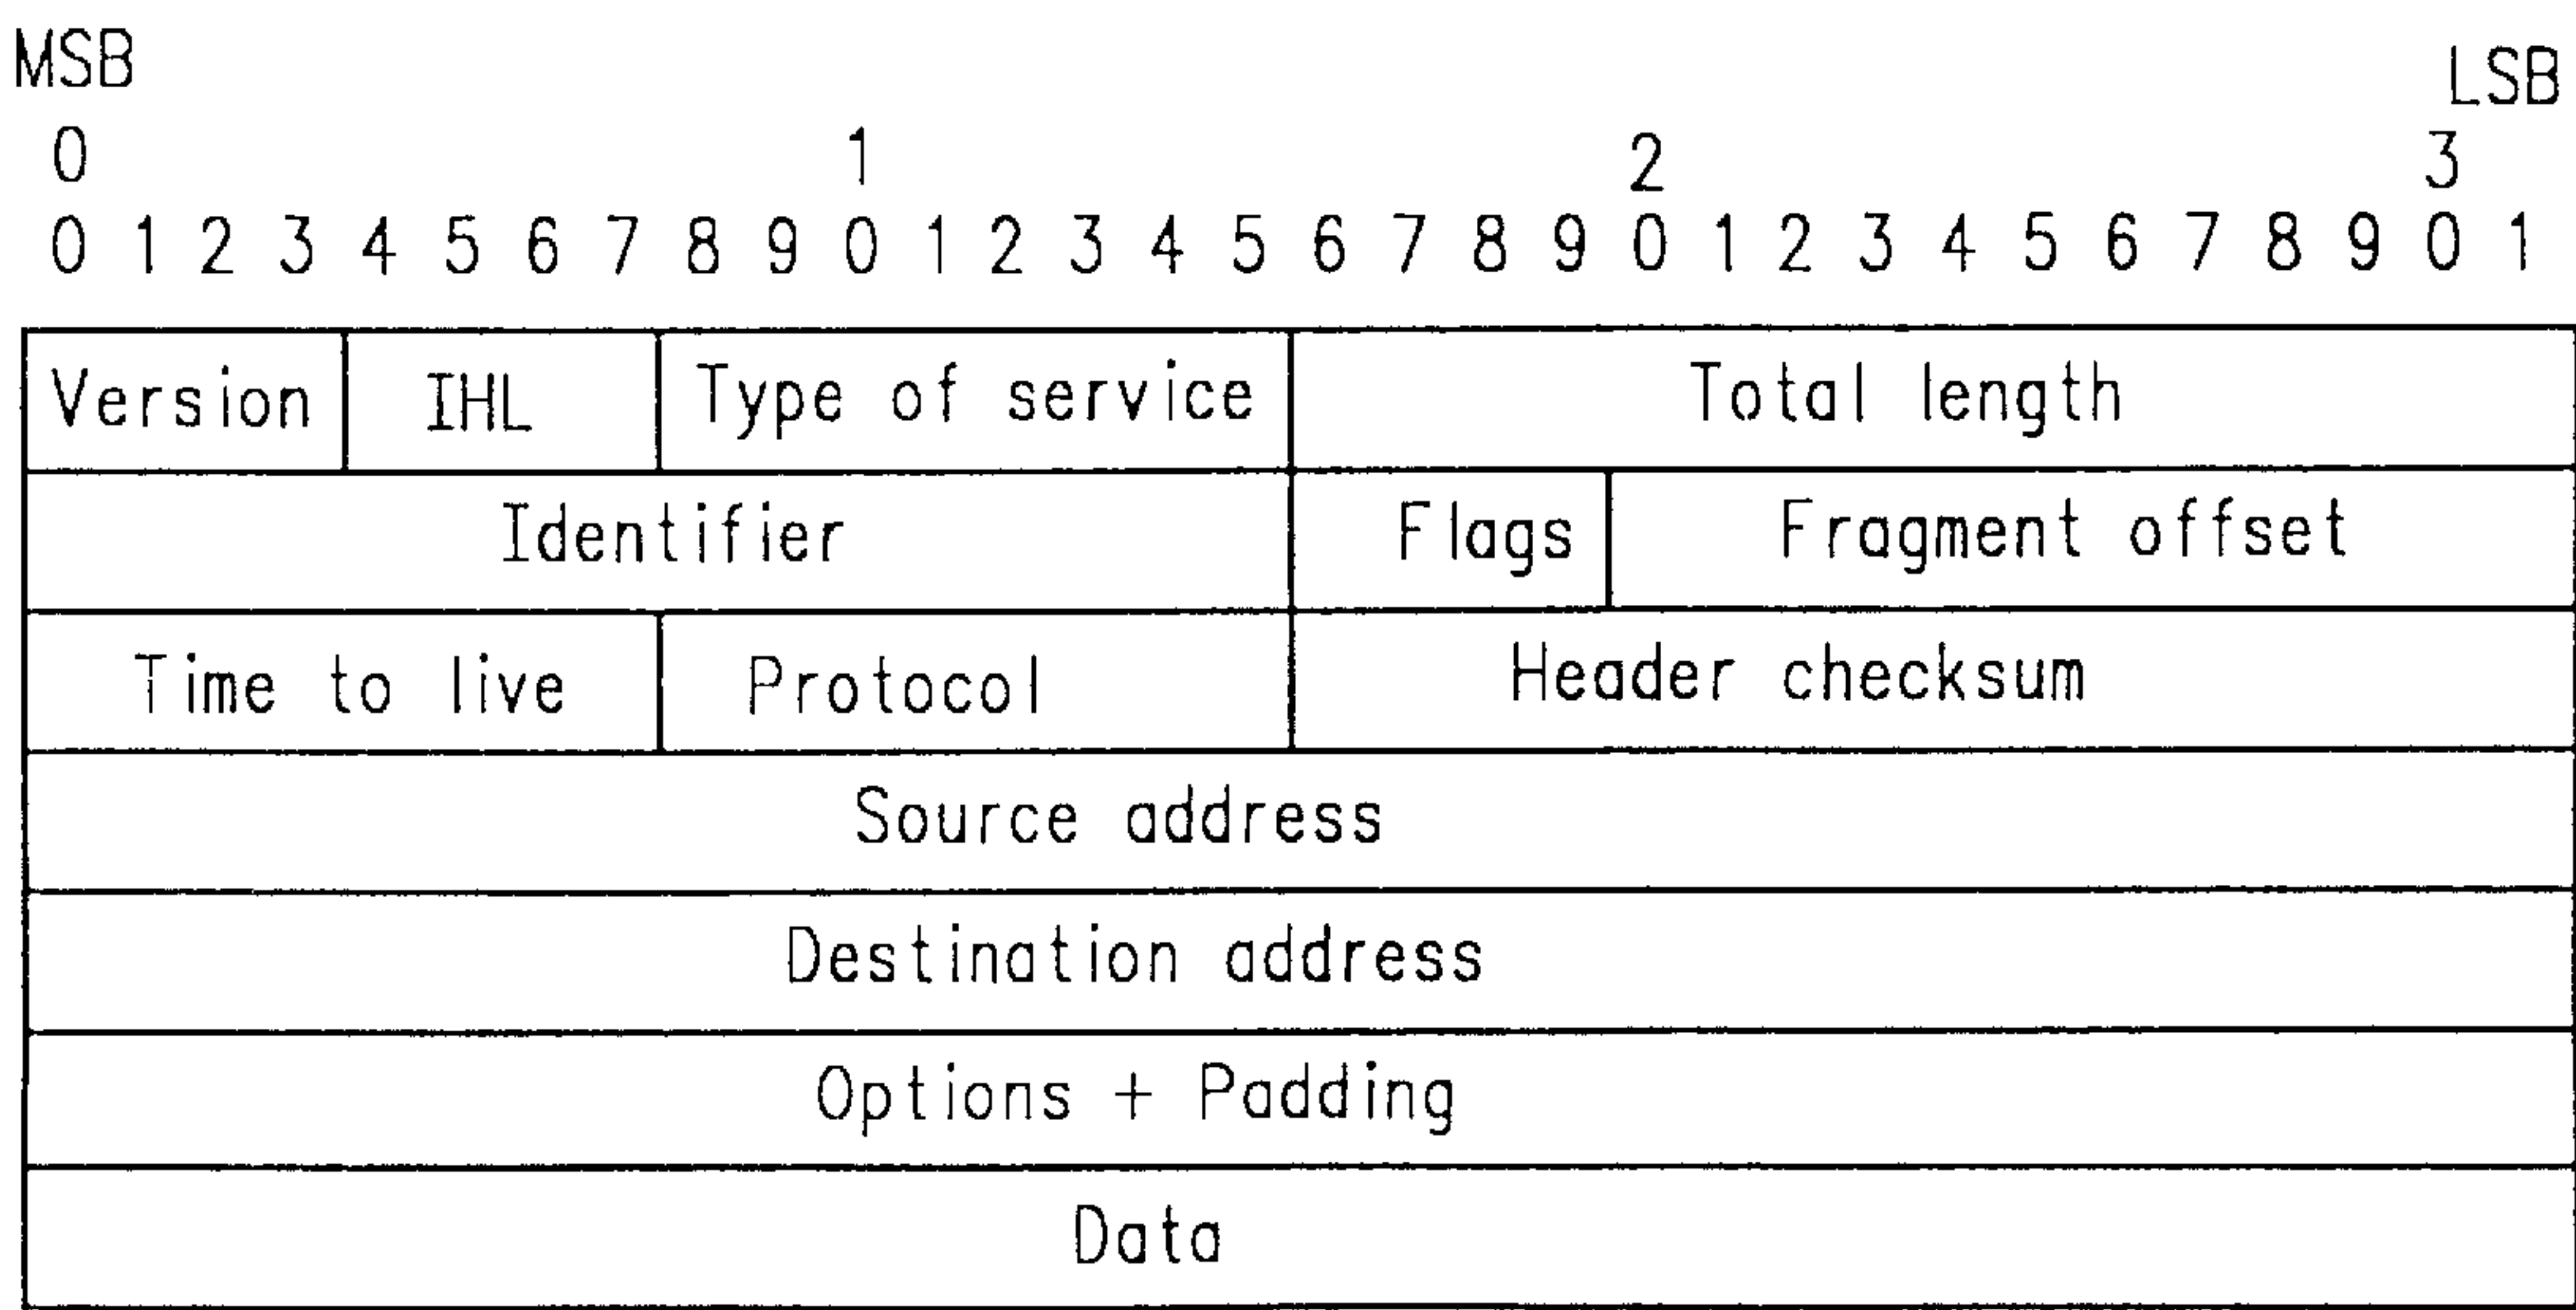 MSB LSB
0 1 2 3
0 1 2 3 4 5 6 7 8 9 0 1 2 3 4 5 6 7 8 9 0 1 2 3 4 5 6 7 8 9 0 1
Version IHL Type of service Total length
Identifier Flags Fragment offset
Time to live Protocol Header checksum
Source address
Destination address
Options + Padding
Data